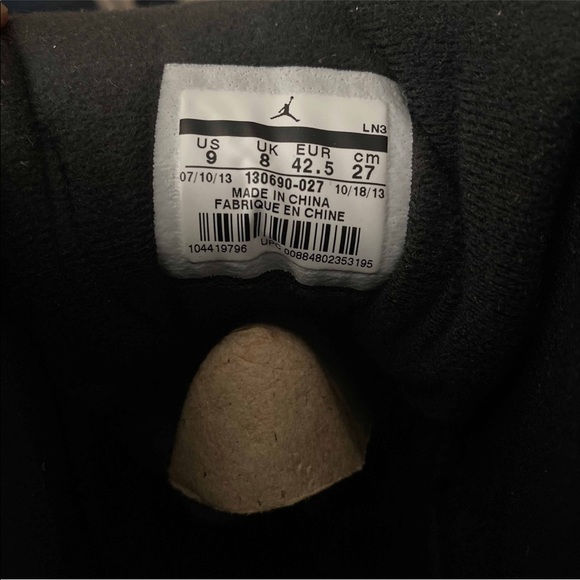 LN3
US UK EUR cm
9 8 42.5 27
07/10/13 130690-027 10/18/13
MADE IN CHINA
FABRIQUE EN CHINE
104419796 UPC 00884802353195